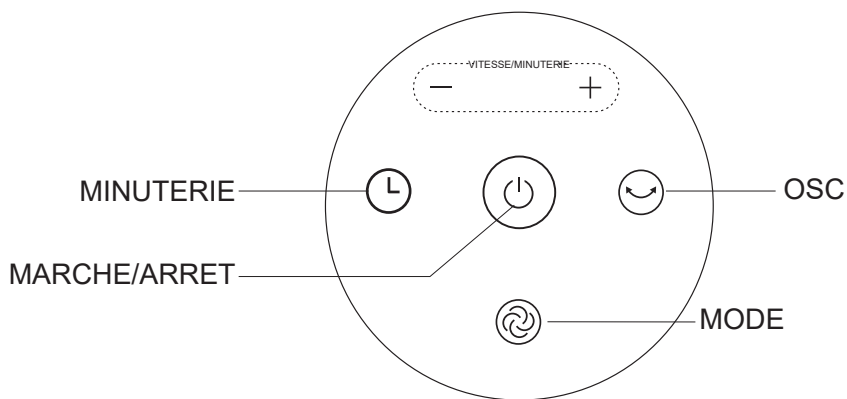 VITESSE/MINUTERIE
− +
MINUTERIE
OSC
MARCHE/ARRET
MODE